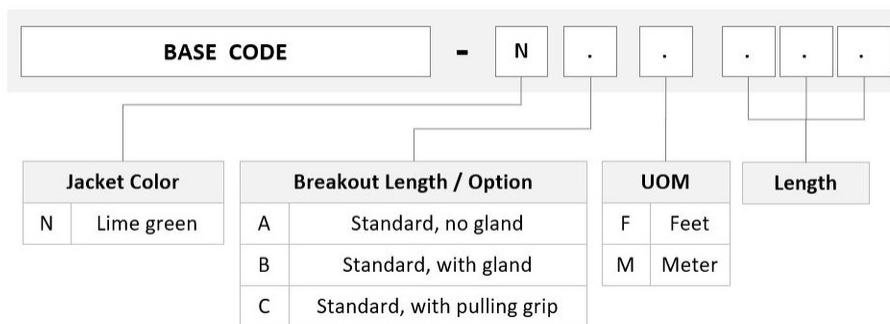 BASE CODE - N . . . . .
Jacket Color
N Lime green
Breakout Length / Option
A Standard, no gland
B Standard, with gland
C Standard, with pulling grip
UOM
F Feet
M Meter
Length